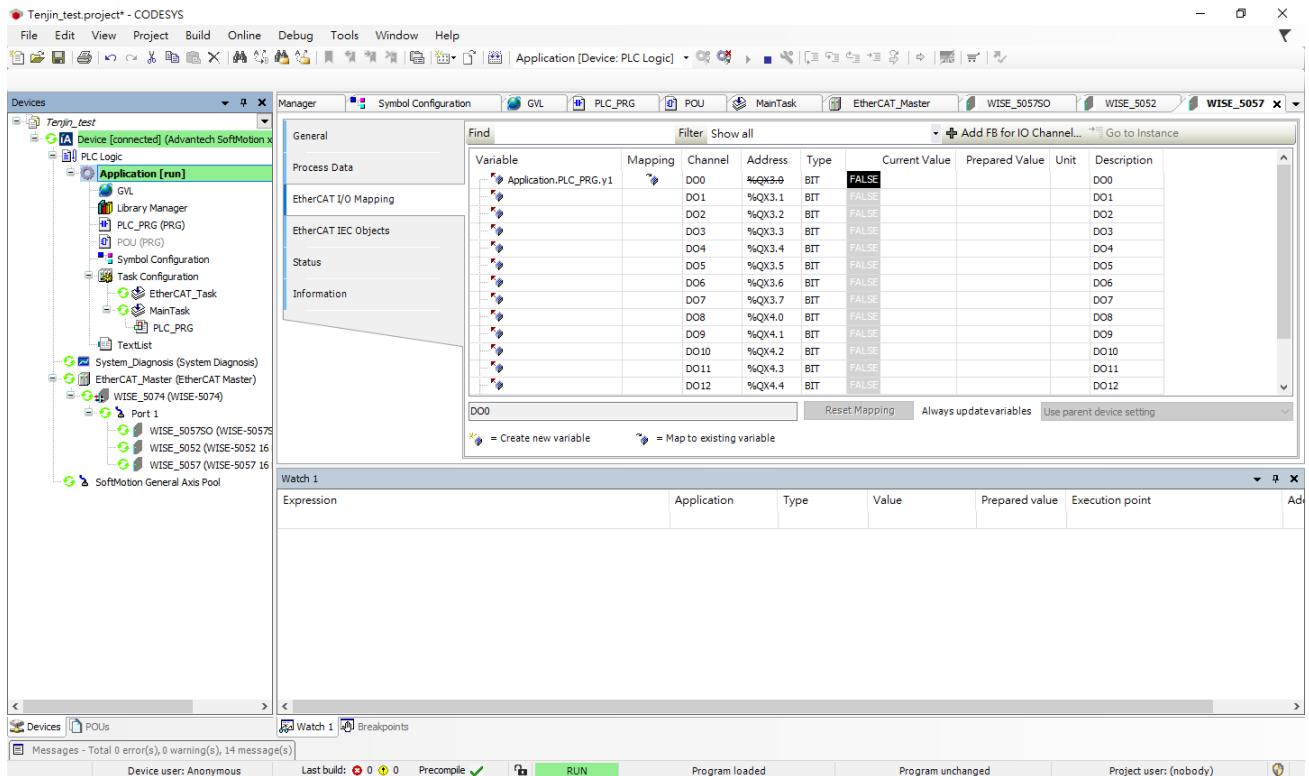 Tenjin_test.project* - CODESYS
File Edit View Project Build Online Debug Tools Window Help
Application [Device: PLC Logic]
Devices
Manager Symbol Configuration GVL PLC_PRG POU MainTask EtherCAT_Master WISE_5057SO WISE_5052 WISE_5057
Tenjin_test
Device [connected] (Advantech SoftMotion x
PLC Logic
Application [run]
GVL
Library Manager
PLC_PRG (PRG)
POU (PRG)
Symbol Configuration
Task Configuration
EtherCAT_Task
MainTask
PLC_PRG
TextList
System_Diagnosis (System Diagnosis)
EtherCAT_Master (EtherCAT Master)
WISE_5074 (WISE-5074)
Port 1
WISE_5057SO (WISE-5057S
WISE_5052 (WISE-5052 16
WISE_5057 (WISE-5057 16
SoftMotion General Axis Pool
General
Process Data
EtherCAT I/O Mapping
EtherCAT IEC Objects
Status
Information
Find Filter Show all Add FB for IO Channel... Go to Instance
Variable Mapping Channel Address Type Current Value Prepared Value Unit Description
Application.PLC_PRG.y1 DO0 %QX3.0 BIT FALSE DO0
DO1 %QX3.1 BIT FALSE DO1
DO2 %QX3.2 BIT FALSE DO2
DO3 %QX3.3 BIT FALSE DO3
DO4 %QX3.4 BIT FALSE DO4
DO5 %QX3.5 BIT FALSE DO5
DO6 %QX3.6 BIT FALSE DO6
DO7 %QX3.7 BIT FALSE DO7
DO8 %QX4.0 BIT FALSE DO8
DO9 %QX4.1 BIT FALSE DO9
DO10 %QX4.2 BIT FALSE DO10
DO11 %QX4.3 BIT FALSE DO11
DO12 %QX4.4 BIT FALSE DO12
DO0 Reset Mapping Always update variables Use parent device setting
= Create new variable = Map to existing variable
Watch 1
Expression Application Type Value Prepared value Execution point Ad
Devices POUs
Watch 1 Breakpoints
Messages - Total 0 error(s), 0 warning(s), 14 message(s)
Device user: Anonymous Last build: 0 0 Precompile RUN Program loaded Program unchanged Project user: (nobody)